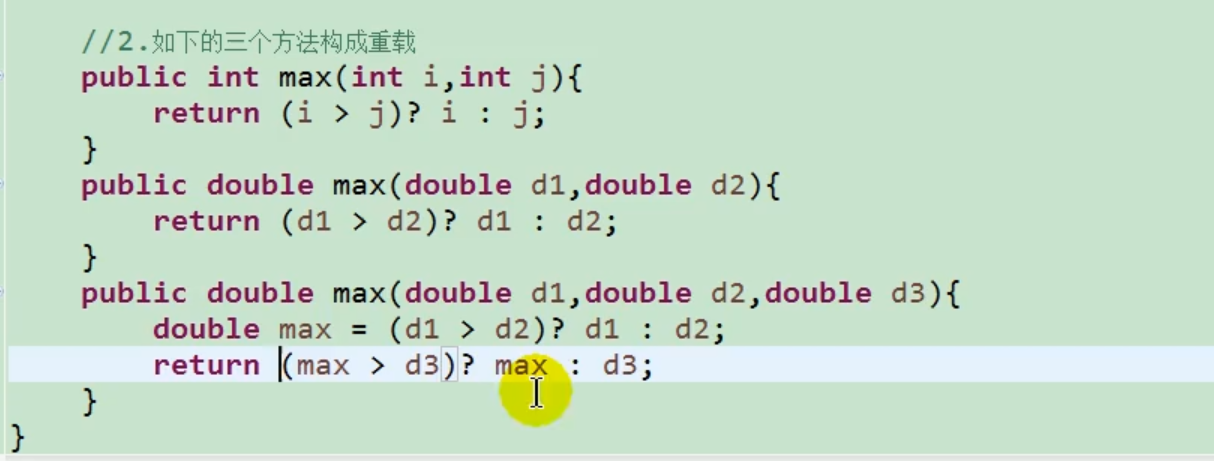 //2.如下的三个方法构成重载
public int max(int i,int j){
return (i > j)? i : j;
}
public double max(double d1,double d2){
return (d1 > d2)? d1 : d2;
}
public double max(double d1,double d2,double d3){
double max = (d1 > d2)? d1 : d2;
return (max > d3)? max : d3;
}
}